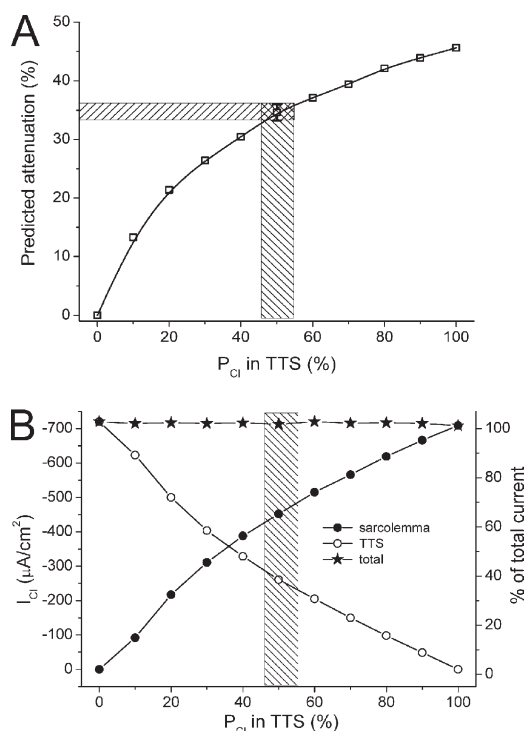 A
50
40
30
20
10
0
Predicted attenuation (%)
0 20 40 60 80 100
P_Cl in TTS (%)
B
-700
-600
-500
-400
-300
-200
-100
0
I_Cl (μA/cm²)
100
80
60
40
20
0
% of total current
sarcolemma
TTS
total
0 20 40 60 80 100
P_Cl in TTS (%)